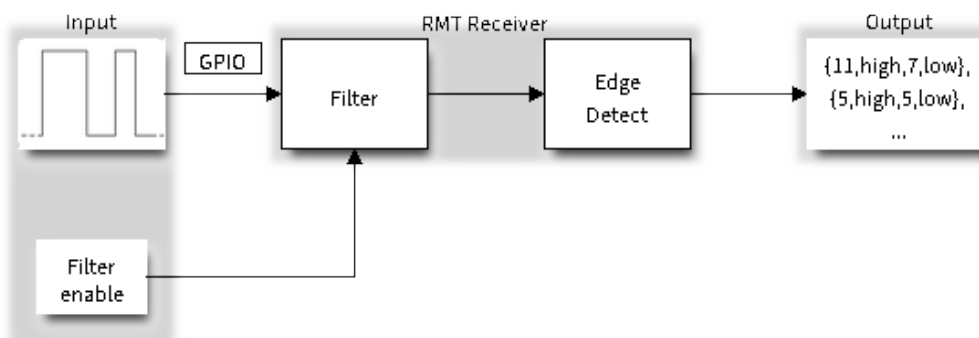 Input
RMT Receiver
Output
GPIO
Filter
Edge
Detect
{11,high,7,low},
{5,high,5,low},
...
Filter
enable